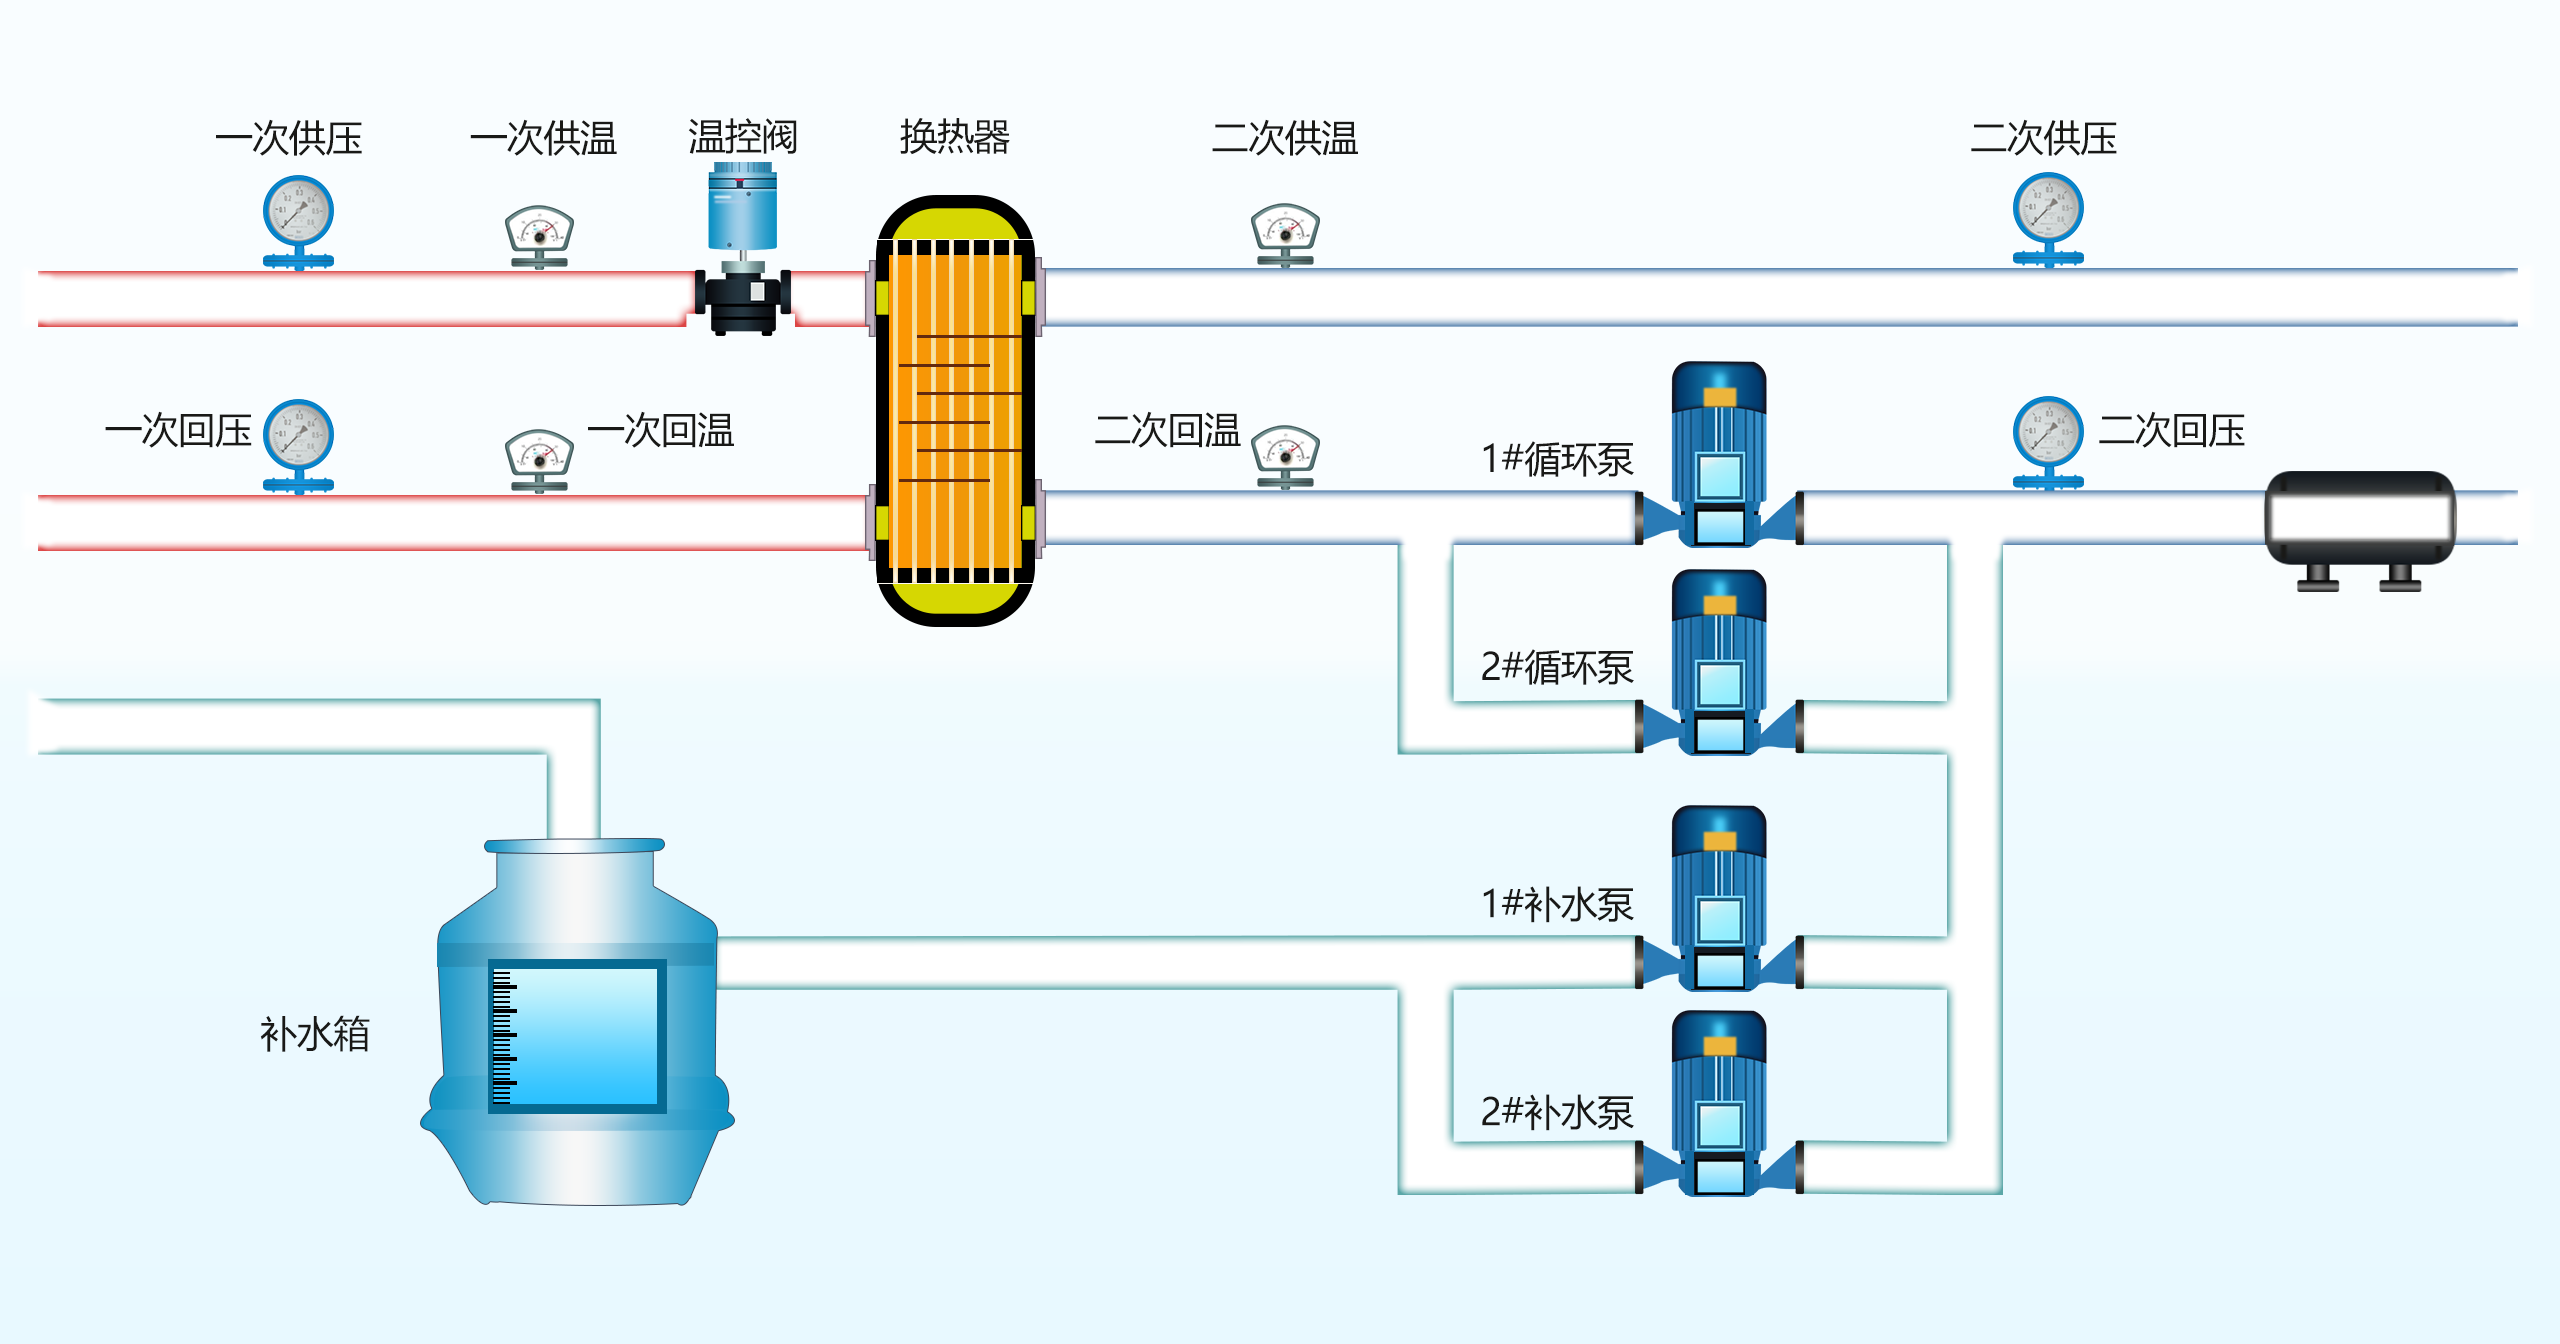 一次供压
一次供温
温控阀
换热器
二次供温
二次供压
一次回压
一次回温
二次回温
1#循环泵
二次回压
2#循环泵
1#补水泵
补水箱
2#补水泵